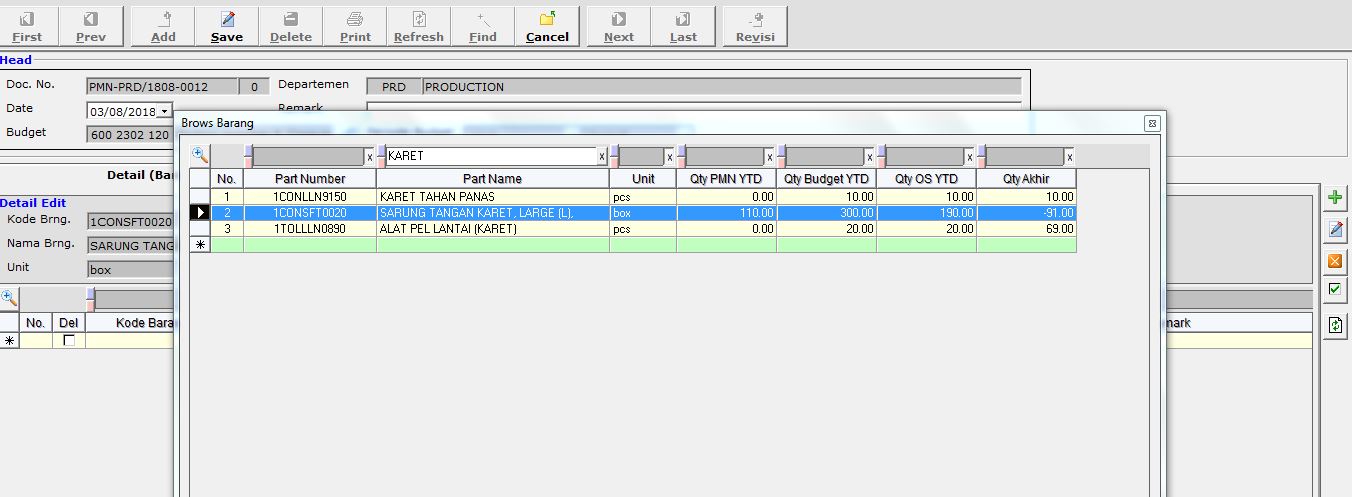 First Prev Add Save Delete Print Refresh Find Cancel Next Last Revisi
Head
Doc. No. PMN-PRD/1808-0012 0 Departemen PRD PRODUCTION
Date 03/08/2018 Remark
Budget 600 2302 120
Brows Barang
Detail (Bar
x KARET x x x x x x
No. Part Number Part Name Unit Qty PMN YTD Qty Budget YTD Qty OS YTD Qty Akhir
1 1CONLLN9150 KARET TAHAN PANAS pcs 0.00 10.00 10.00 10.00
2 1CONSFT0020 SARUNG TANGAN KARET, LARGE (L), box 110.00 300.00 190.00 -91.00
3 1TOLLLN0890 ALAT PEL LANTAI (KARET) pcs 0.00 20.00 20.00 69.00
Detail Edit
Kode Brng. 1CONSFT0020
Nama Brng. SARUNG TANG
Unit box
No. Del Kode Bara mark